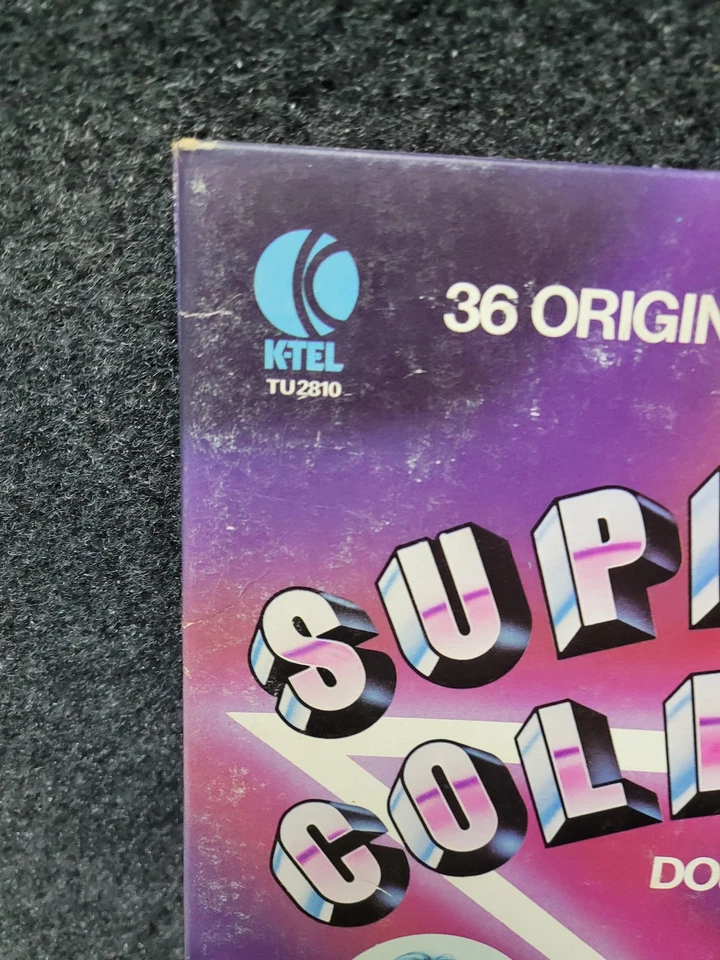 K-TEL
TU2810
36 ORIGIN
SUP
COL
DO